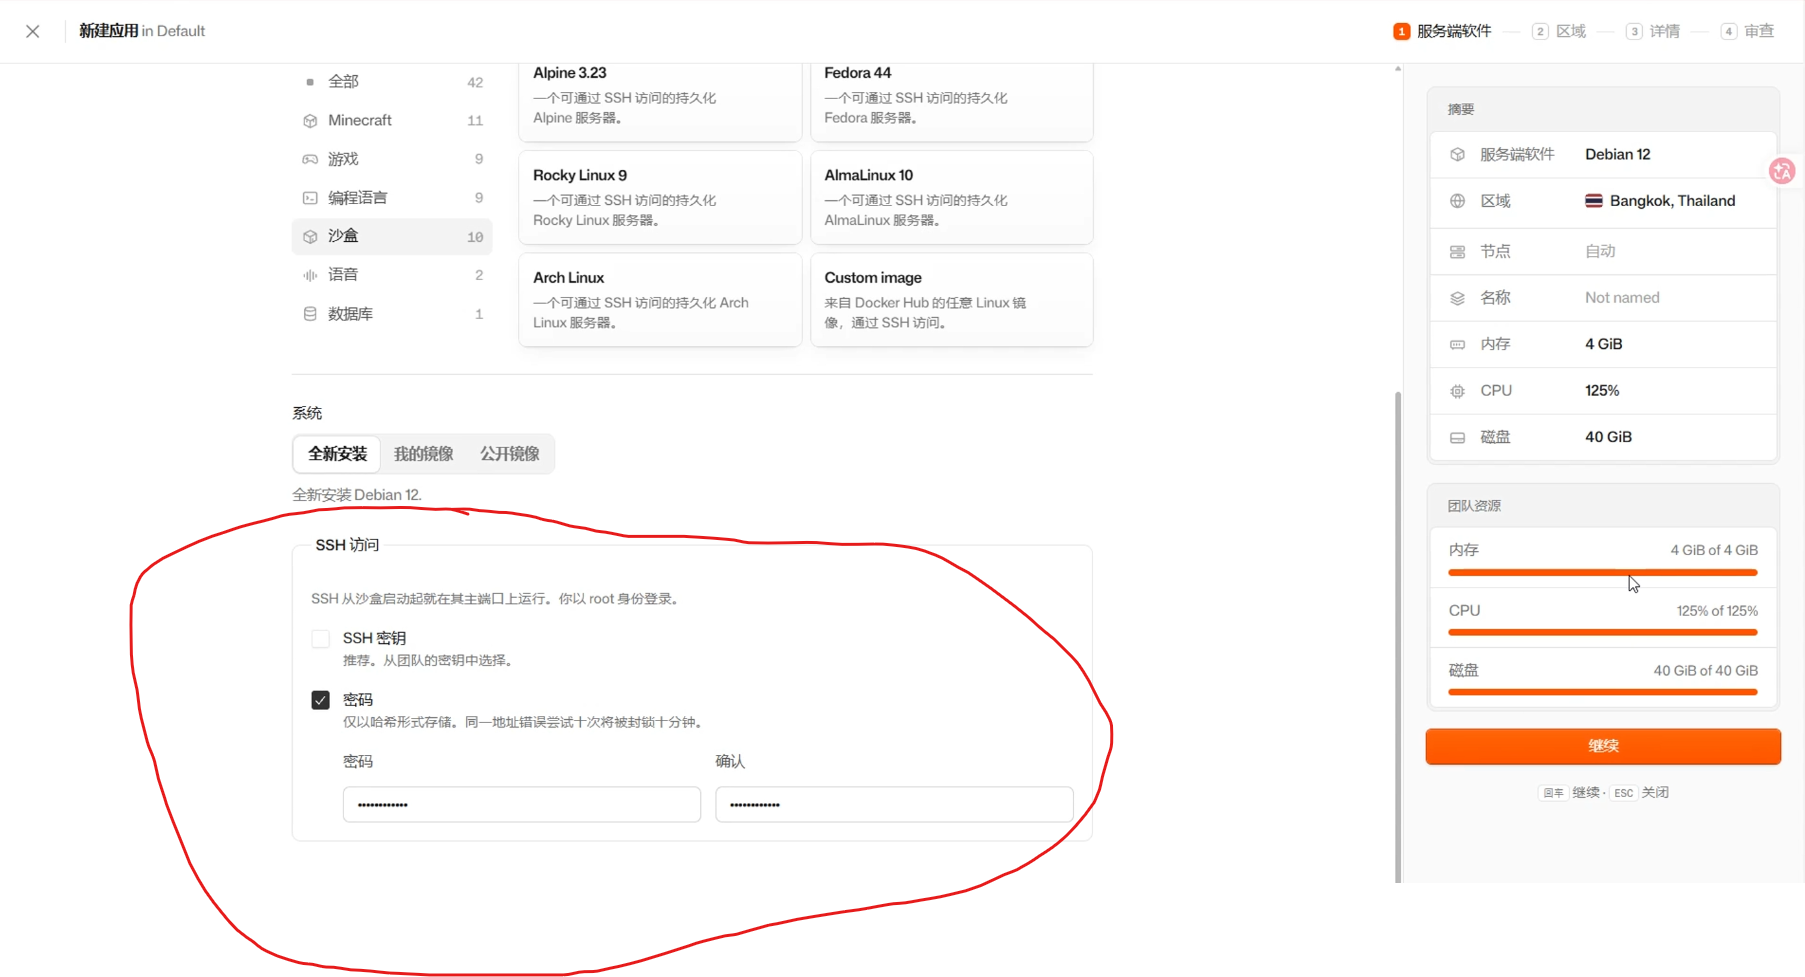 新建应用 in Default
1 服务端软件
2 区域
3 详情
4 审查
全部 42
Minecraft 11
游戏 9
编程语言 9
沙盒 10
语音 2
数据库 1
Alpine 3.23
一个可通过 SSH 访问的持久化
Alpine 服务器。
Fedora 44
一个可通过 SSH 访问的持久化
Fedora 服务器。
Rocky Linux 9
一个可通过 SSH 访问的持久化
Rocky Linux 服务器。
AlmaLinux 10
一个可通过 SSH 访问的持久化
AlmaLinux 服务器。
Arch Linux
一个可通过 SSH 访问的持久化 Arch
Linux 服务器。
Custom image
来自 Docker Hub 的任意 Linux 镜
像，通过 SSH 访问。
系统
全新安装 我的镜像 公开镜像
全新安装 Debian 12.
SSH 访问
SSH 从沙盒启动起就在其主端口上运行。你以 root 身份登录。
SSH 密钥
推荐。从团队的密钥中选择。
密码
仅以哈希形式存储。同一地址错误尝试十次将被封锁十分钟。
密码
确认
••••••••••••
••••••••••••
摘要
服务端软件 Debian 12
区域 Bangkok, Thailand
节点 自动
名称 Not named
内存 4 GiB
CPU 125%
磁盘 40 GiB
团队资源
内存 4 GiB of 4 GiB
CPU 125% of 125%
磁盘 40 GiB of 40 GiB
继续
回车 继续 · ESC 关闭